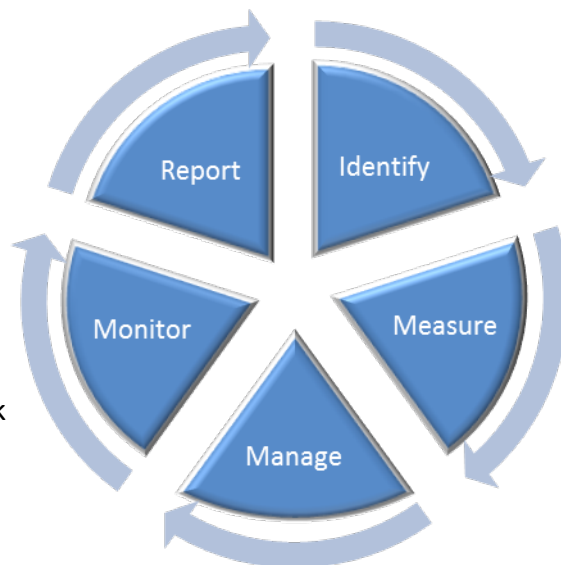 Report
Identify
Monitor
Measure
k
Manage